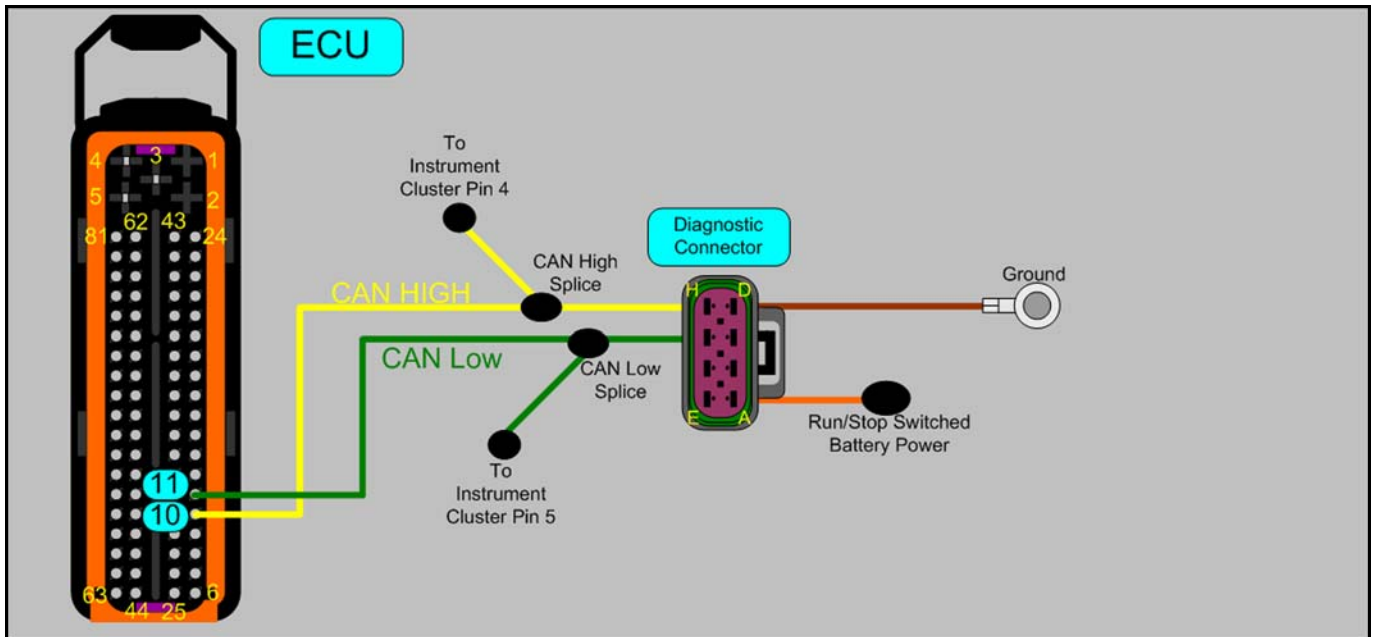 ECU
4
3
1
5
2
62
43
81
24
11
10
63
44
25
6
To
Instrument
Cluster Pin 4
CAN High
Splice
CAN HIGH
CAN Low
CAN Low
Splice
To
Instrument
Cluster Pin 5
Diagnostic
Connector
H
D
E
A
Ground
Run/Stop Switched
Battery Power